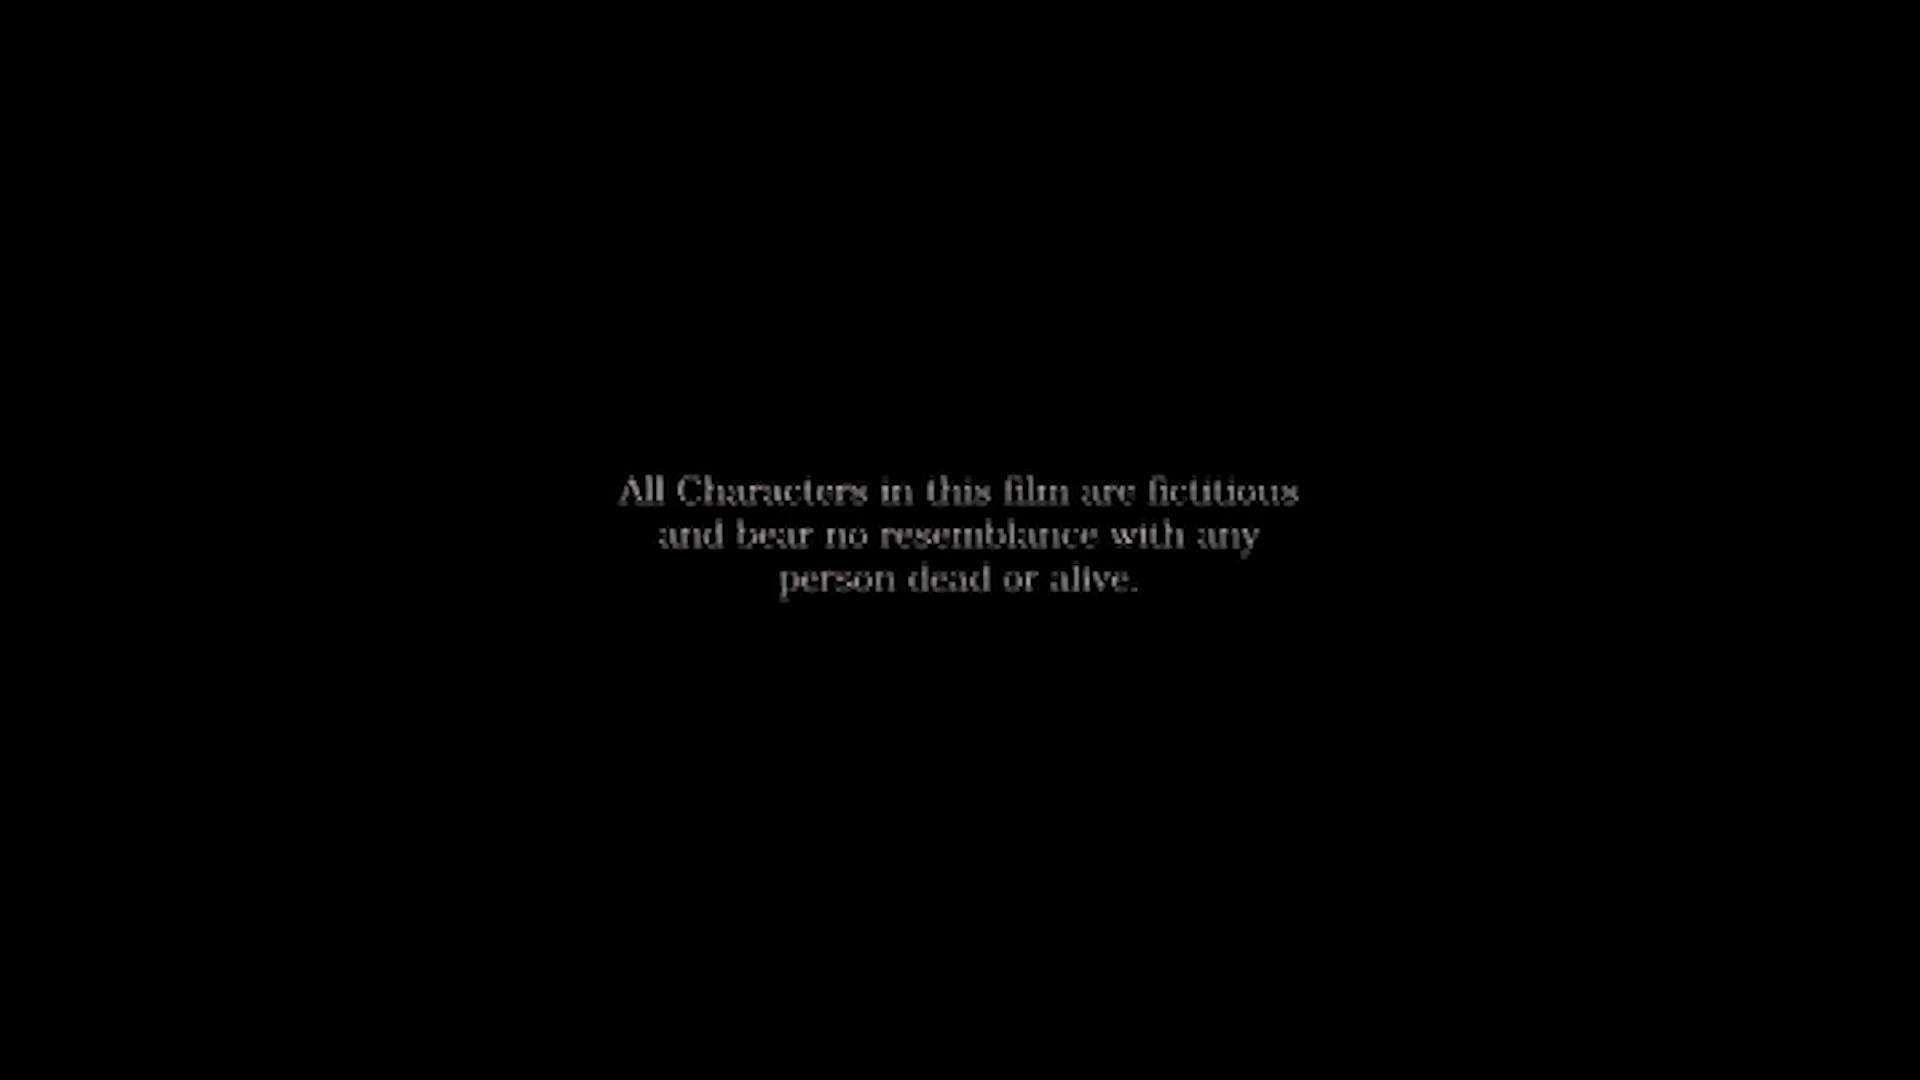 All Characters in this film are fictitious
and bear no resemblance with any
person dead or alive.